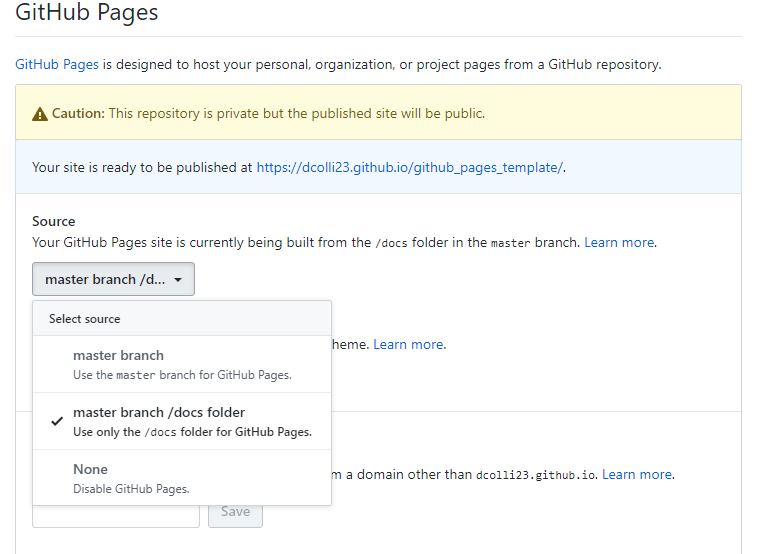 GitHub Pages
GitHub Pages is designed to host your personal, organization, or project pages from a GitHub repository.
Caution: This repository is private but the published site will be public.
Your site is ready to be published at https://dcolli23.github.io/github_pages_template/.
Source
Your GitHub Pages site is currently being built from the /docs folder in the master branch. Learn more.
master branch /d...
Select source
master branch
Use the master branch for GitHub Pages.
heme. Learn more.
master branch /docs folder
Use only the /docs folder for GitHub Pages.
None
Disable GitHub Pages.
m a domain other than dcolli23.github.io. Learn more.
Save